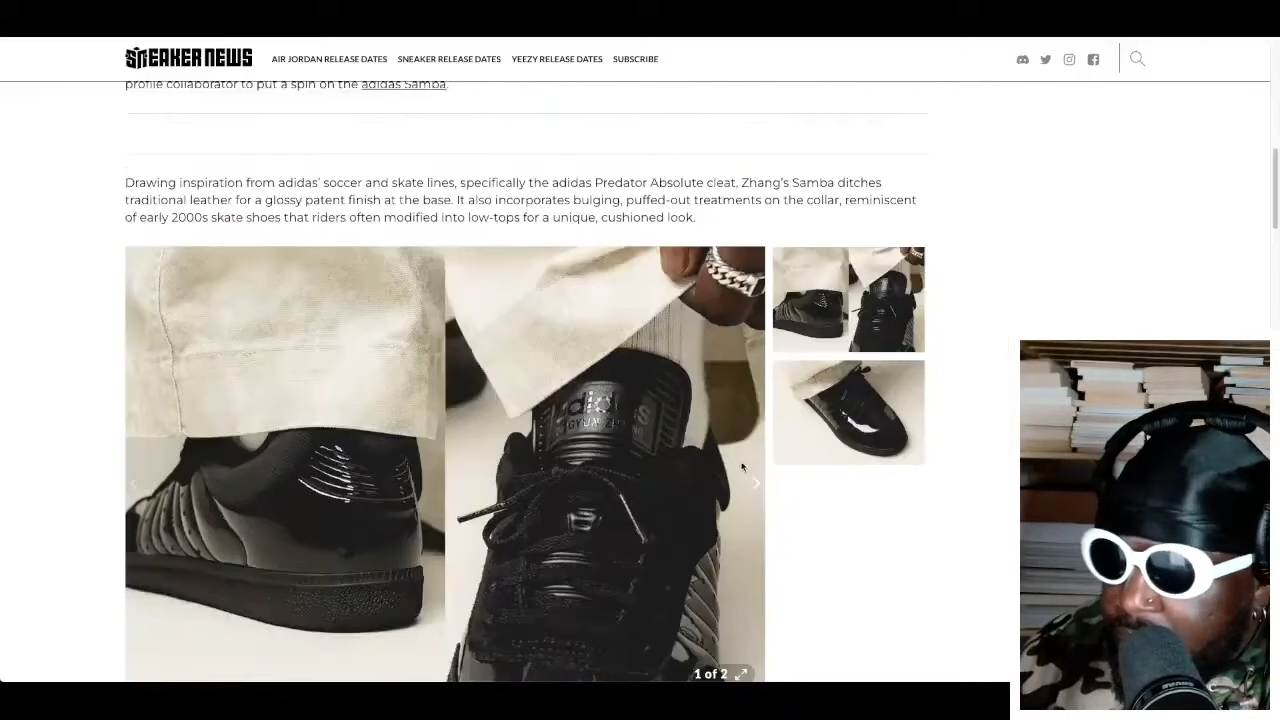 SNEAKER NEWS
AIR JORDAN RELEASE DATES SNEAKER RELEASE DATES YEEZY RELEASE DATES SUBSCRIBE
profile collaborator to put a spin on the adidas Samba.
Drawing inspiration from adidas’ soccer and skate lines, specifically the adidas Predator Absolute cleat, Zhang’s Samba ditches
traditional leather for a glossy patent finish at the base. It also incorporates bulging, puffed-out treatments on the collar, reminiscent
of early 2000s skate shoes that riders often modified into low-tops for a unique, cushioned look.
1 of 2